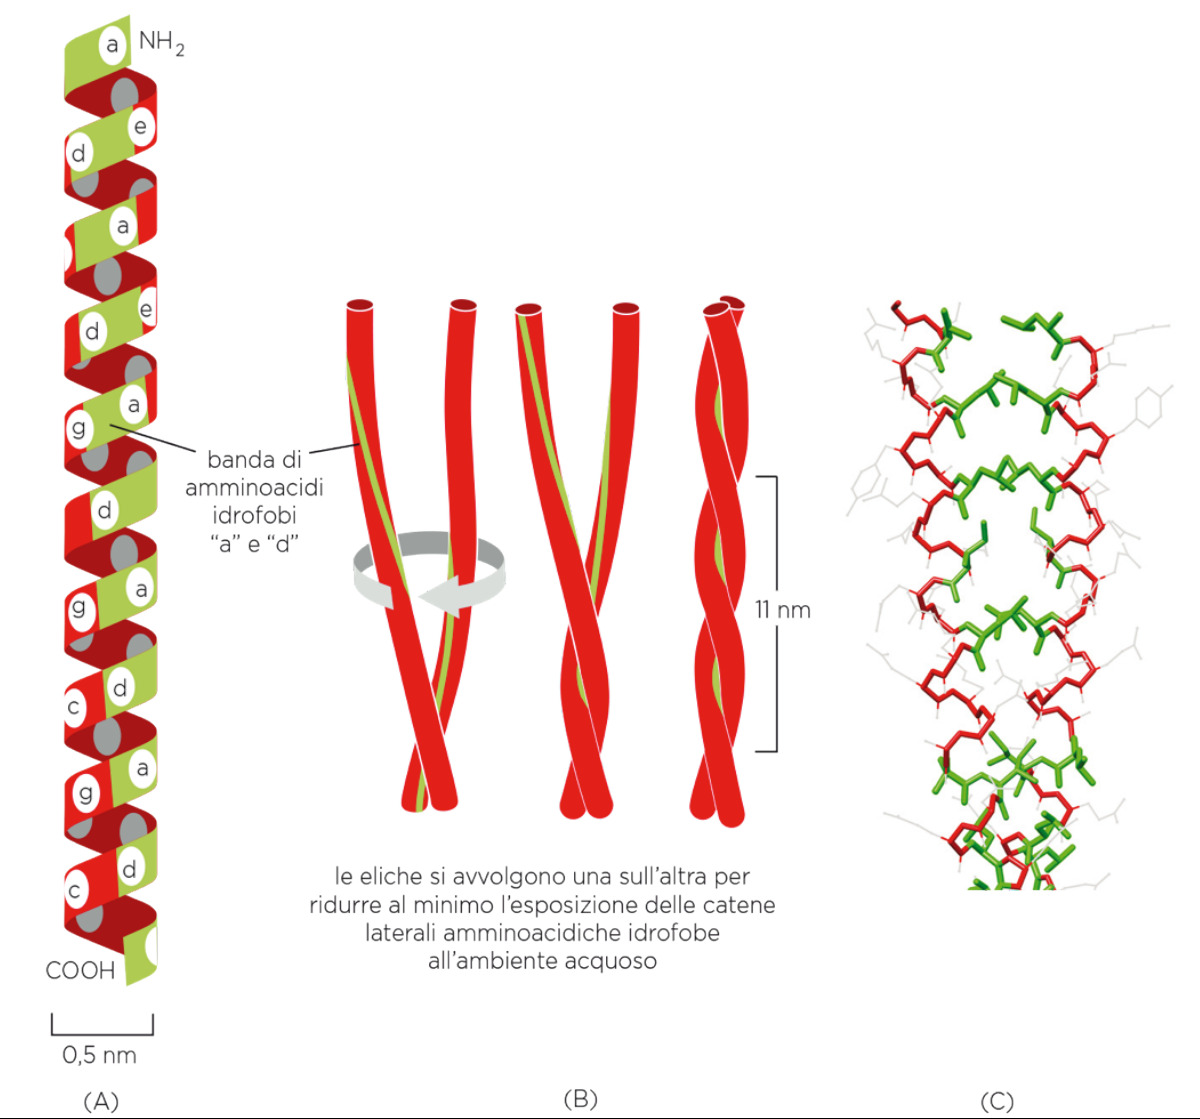 a
NH2
e
d
a
e
d
a
g
banda di
amminoacidi
idrofobi
“a” e “d”
d
a
g
d
c
a
g
d
c
COOH
0,5 nm
(A)
11 nm
le eliche si avvolgono una sull’altra per
ridurre al minimo l’esposizione delle catene
laterali amminoacidiche idrofobe
all’ambiente acquoso
(B)
(C)